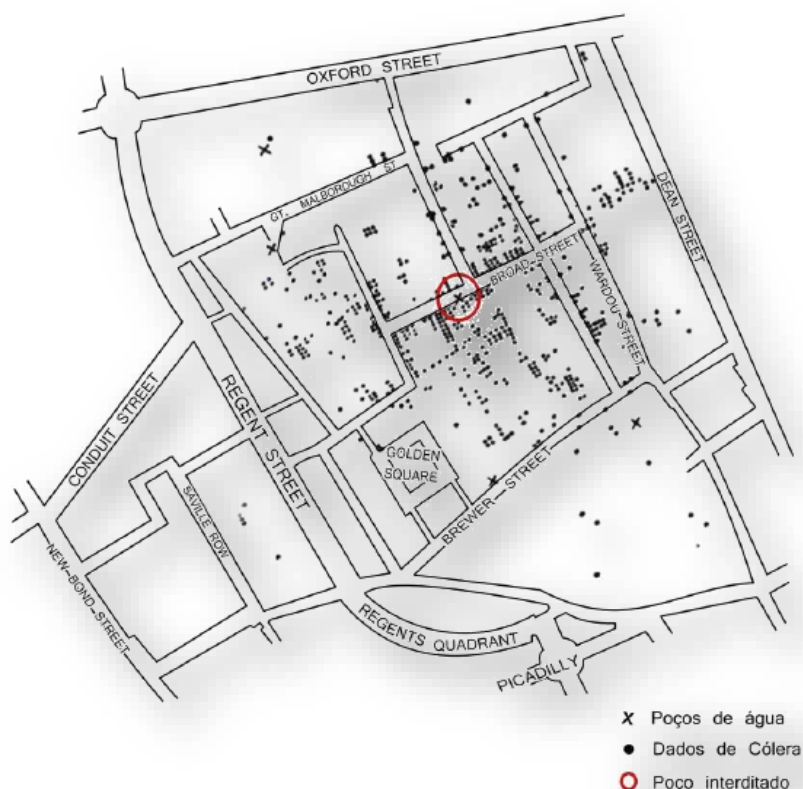 OXFORD STREET
GT. MALBOROUGH ST
DEAN STREET
BROAD STREET
WARDOU STREET
CONDUIT STREET
REGENT STREET
GOLDEN
SQUARE
SAVILLE ROW
BREWER STREET
NEW BOND STREET
REGENTS QUADRANT
PICADILLY
x Poços de água
● Dados de Cólera
Poço interditado